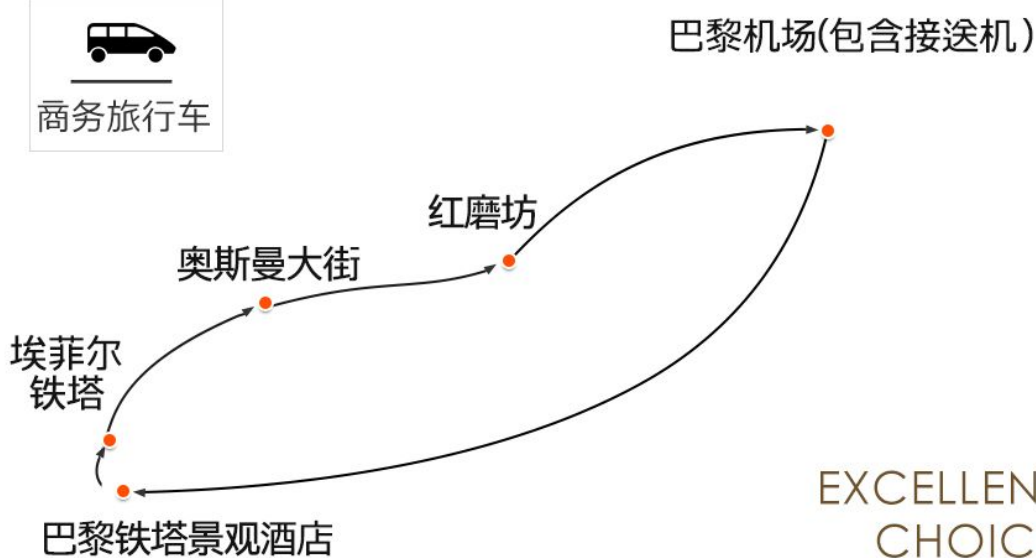 商务旅行车
巴黎机场(包含接送机)
红磨坊
奥斯曼大街
埃菲尔
铁塔
巴黎铁塔景观酒店
EXCELLEN
CHOIC